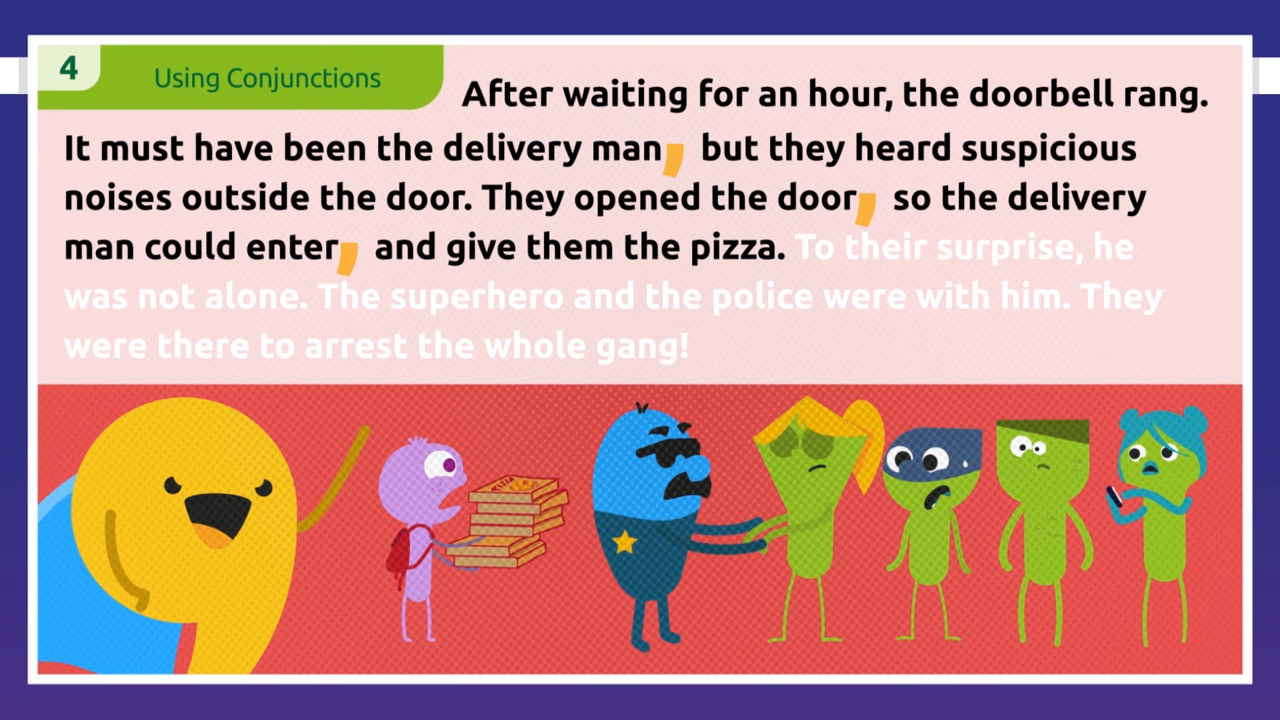 4
Using Conjunctions
After waiting for an hour, the doorbell rang.
It must have been the delivery man, but they heard suspicious
noises outside the door. They opened the door, so the delivery
man could enter, and give them the pizza. To their surprise, he
was not alone. The superhero and the police were with him. They
were there to arrest the whole gang!
PIZZA